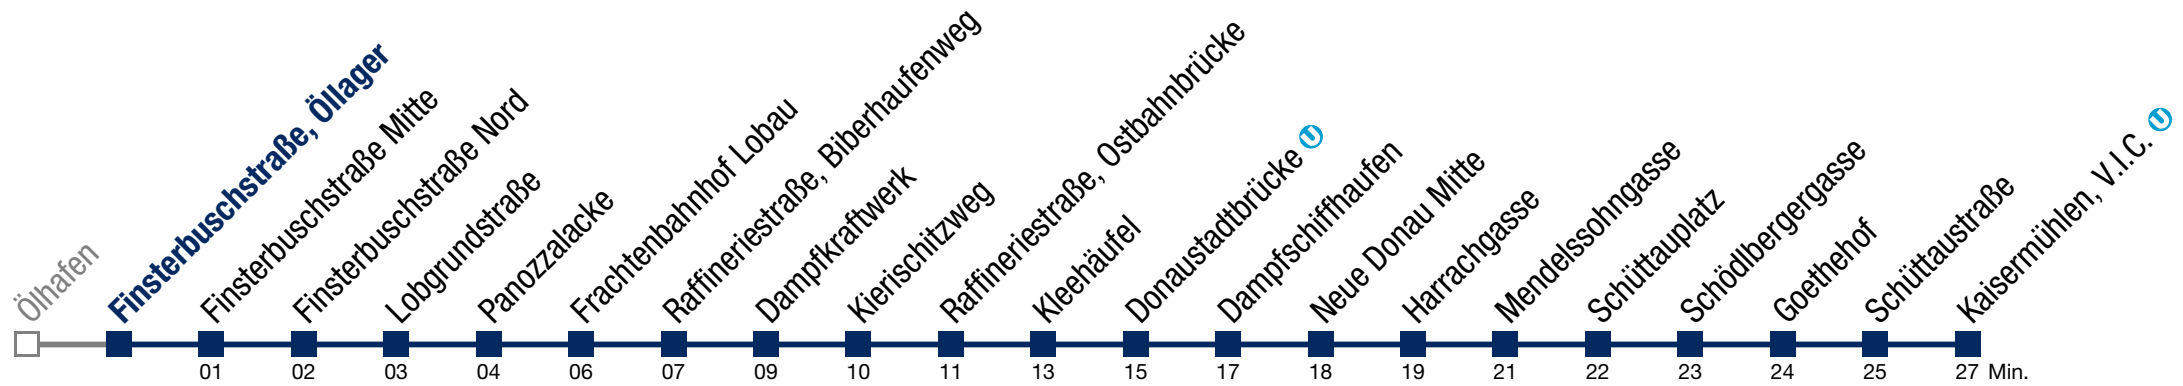 Ölhafen
Finsterbuschstraße, Öllager
Finsterbuschstraße Mitte
Finsterbuschstraße Nord
Lobgrundstraße
Panozzalacke
Frachtenbahnhof Lobau
Raffineriestraße, Biberhaufenweg
Dampfkraftwerk
Kierischitzweg
Raffineriestraße, Ostbahnbrücke
Kleehäufel
Donaustadtbrücke U
Dampfschiffhaufen
Neue Donau Mitte
Harrachgasse
Mendelssohngasse
Schüttauplatz
Schödlbergergasse
Goethehof
Schüttaustraße
Kaisermühlen, V.I.C. U
01 02 03 04 06 07 09 10 11 13 15 17 18 19 21 22 23 24 25 27 Min.